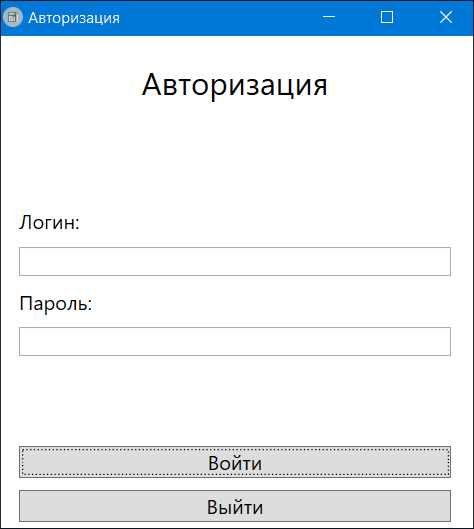 Авторизация
Авторизация
Логин:
Пароль:
Войти
Выйти